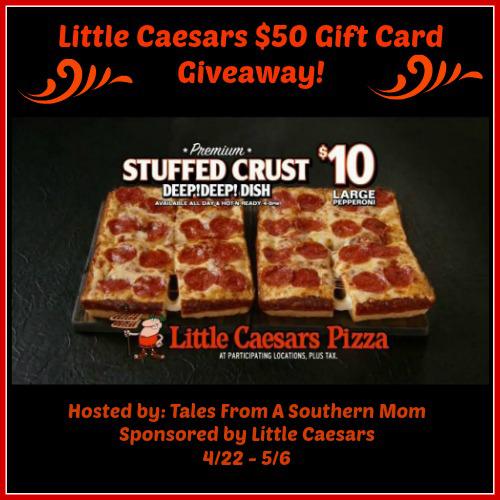 Little Caesars $50 Gift Card
Giveaway!
• Premium •
STUFFED CRUST $10
DEEP!DEEP! DISH
LARGE
PEPPERONI
AVAILABLE ALL DAY & HOT-N-READY 4-8PM!
Little Caesars Pizza
AT PARTICIPATING LOCATIONS, PLUS TAX.
Hosted by: Tales From A Southern Mom
Sponsored by Little Caesars
4/22 - 5/6